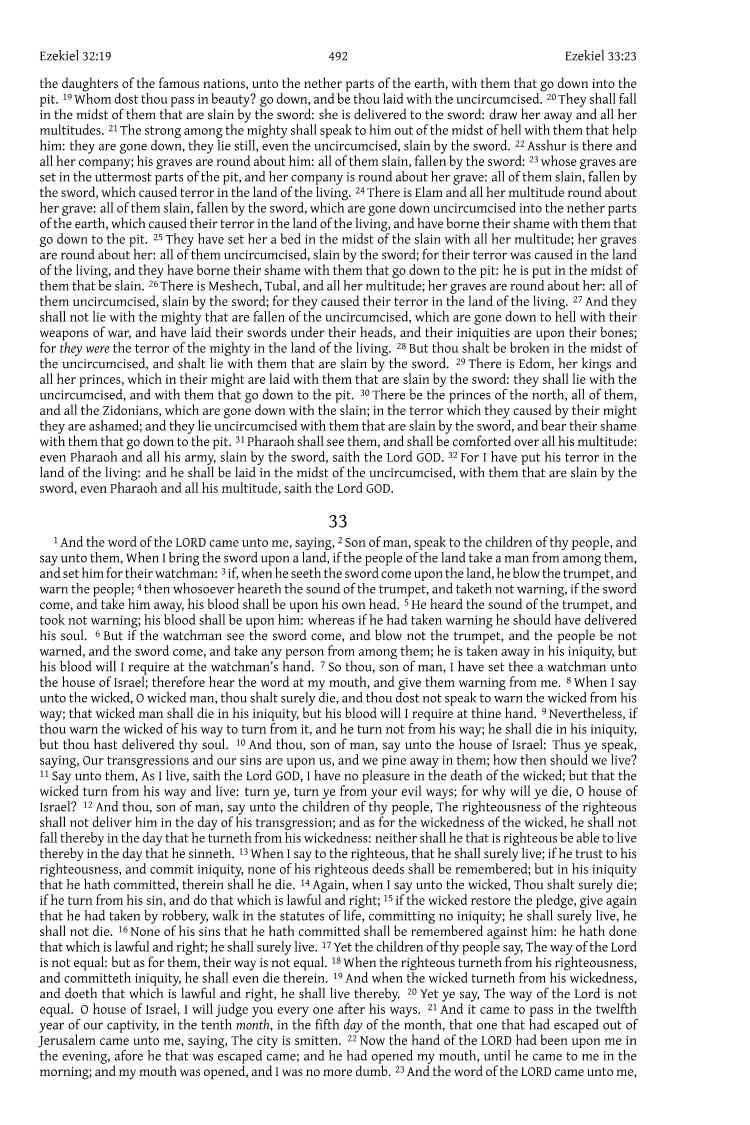 Ezekiel 32:19 492 Ezekiel 33:23
the daughters of the famous nations, unto the nether parts of the earth, with them that go down into the
pit. 19 Whom dost thou pass in beauty? go down, and be thou laid with the uncircumcised. 20 They shall fall
in the midst of them that are slain by the sword: she is delivered to the sword: draw her away and all her
multitudes. 21 The strong among the mighty shall speak to him out of the midst of hell with them that help
him: they are gone down, they lie still, even the uncircumcised, slain by the sword. 22 Asshur is there and
all her company; his graves are round about him: all of them slain, fallen by the sword: 23 whose graves are
set in the uttermost parts of the pit, and her company is round about her grave: all of them slain, fallen by
the sword, which caused terror in the land of the living. 24 There is Elam and all her multitude round about
her grave: all of them slain, fallen by the sword, which are gone down uncircumcised into the nether parts
of the earth, which caused their terror in the land of the living, and have borne their shame with them that
go down to the pit. 25 They have set her a bed in the midst of the slain with all her multitude; her graves
are round about her: all of them uncircumcised, slain by the sword; for their terror was caused in the land
of the living, and they have borne their shame with them that go down to the pit: he is put in the midst of
them that be slain. 26 There is Meshech, Tubal, and all her multitude; her graves are round about her: all of
them uncircumcised, slain by the sword; for they caused their terror in the land of the living. 27 And they
shall not lie with the mighty that are fallen of the uncircumcised, which are gone down to hell with their
weapons of war, and have laid their swords under their heads, and their iniquities are upon their bones;
for they were the terror of the mighty in the land of the living. 28 But thou shalt be broken in the midst of
the uncircumcised, and shalt lie with them that are slain by the sword. 29 There is Edom, her kings and
all her princes, which in their might are laid with them that are slain by the sword: they shall lie with the
uncircumcised, and with them that go down to the pit. 30 There be the princes of the north, all of them,
and all the Zidonians, which are gone down with the slain; in the terror which they caused by their might
they are ashamed; and they lie uncircumcised with them that are slain by the sword, and bear their shame
with them that go down to the pit. 31 Pharaoh shall see them, and shall be comforted over all his multitude:
even Pharaoh and all his army, slain by the sword, saith the Lord GOD. 32 For I have put his terror in the
land of the living: and he shall be laid in the midst of the uncircumcised, with them that are slain by the
sword, even Pharaoh and all his multitude, saith the Lord GOD.
33
1 And the word of the LORD came unto me, saying, 2 Son of man, speak to the children of thy people, and
say unto them, When I bring the sword upon a land, if the people of the land take a man from among them,
and set him for their watchman: 3 if, when he seeth the sword come upon the land, he blow the trumpet, and
warn the people; 4 then whosoever heareth the sound of the trumpet, and taketh not warning, if the sword
come, and take him away, his blood shall be upon his own head. 5 He heard the sound of the trumpet, and
took not warning; his blood shall be upon him: whereas if he had taken warning he should have delivered
his soul. 6 But if the watchman see the sword come, and blow not the trumpet, and the people be not
warned, and the sword come, and take any person from among them; he is taken away in his iniquity, but
his blood will I require at the watchman's hand. 7 So thou, son of man, I have set thee a watchman unto
the house of Israel; therefore hear the word at my mouth, and give them warning from me. 8 When I say
unto the wicked, O wicked man, thou shalt surely die, and thou dost not speak to warn the wicked from his
way; that wicked man shall die in his iniquity, but his blood will I require at thine hand. 9 Nevertheless, if
thou warn the wicked of his way to turn from it, and he turn not from his way; he shall die in his iniquity,
but thou hast delivered thy soul. 10 And thou, son of man, say unto the house of Israel: Thus ye speak,
saying, Our transgressions and our sins are upon us, and we pine away in them; how then should we live?
11 Say unto them, As I live, saith the Lord GOD, I have no pleasure in the death of the wicked; but that the
wicked turn from his way and live: turn ye, turn ye from your evil ways; for why will ye die, O house of
Israel? 12 And thou, son of man, say unto the children of thy people, The righteousness of the righteous
shall not deliver him in the day of his transgression; and as for the wickedness of the wicked, he shall not
fall thereby in the day that he turneth from his wickedness: neither shall he that is righteous be able to live
thereby in the day that he sinneth. 13 When I say to the righteous, that he shall surely live; if he trust to his
righteousness, and commit iniquity, none of his righteous deeds shall be remembered; but in his iniquity
that he hath committed, therein shall he die. 14 Again, when I say unto the wicked, Thou shalt surely die;
if he turn from his sin, and do that which is lawful and right; 15 if the wicked restore the pledge, give again
that he had taken by robbery, walk in the statutes of life, committing no iniquity; he shall surely live, he
shall not die. 16 None of his sins that he hath committed shall be remembered against him: he hath done
that which is lawful and right; he shall surely live. 17 Yet the children of thy people say, The way of the Lord
is not equal: but as for them, their way is not equal. 18 When the righteous turneth from his righteousness,
and committeth iniquity, he shall even die therein. 19 And when the wicked turneth from his wickedness,
and doeth that which is lawful and right, he shall live thereby. 20 Yet ye say, The way of the Lord is not
equal. O house of Israel, I will judge you every one after his ways. 21 And it came to pass in the twelfth
year of our captivity, in the tenth month, in the fifth day of the month, that one that had escaped out of
Jerusalem came unto me, saying, The city is smitten. 22 Now the hand of the LORD had been upon me in
the evening, afore he that was escaped came; and he had opened my mouth, until he came to me in the
morning; and my mouth was opened, and I was no more dumb. 23 And the word of the LORD came unto me,